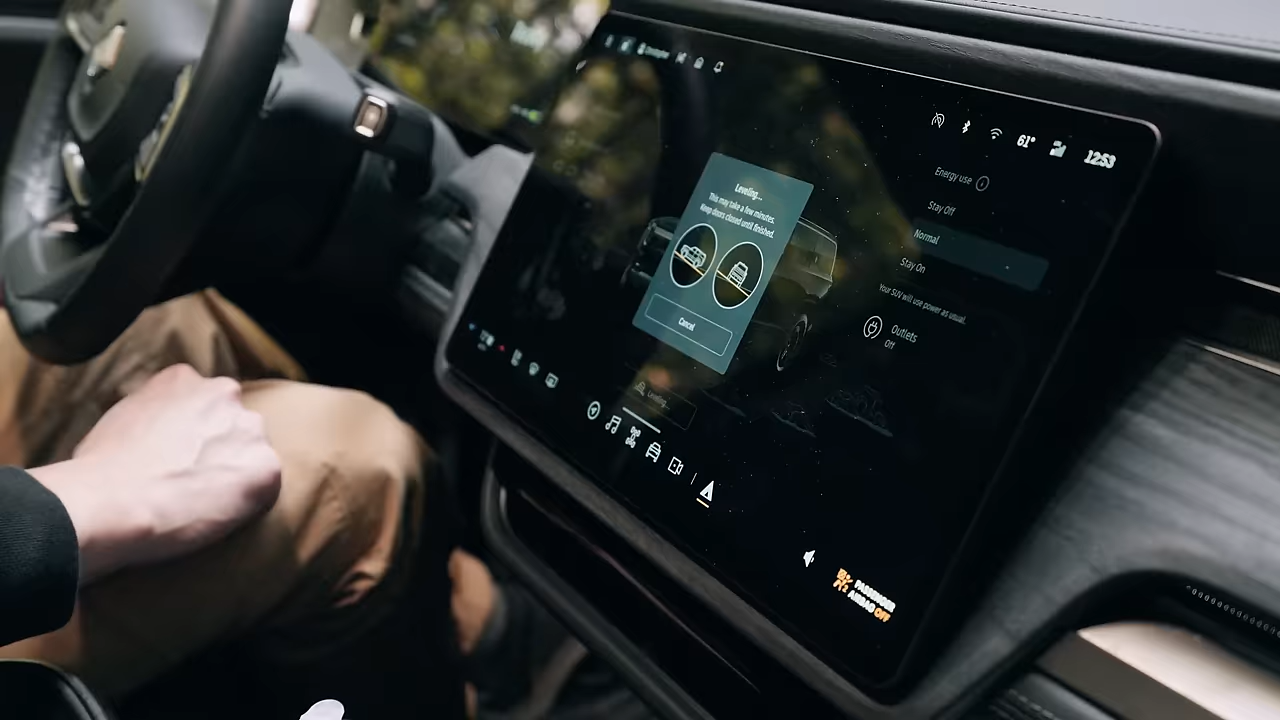 61°
12:53
Energy use
Stay Off
Normal
Stay On
Your SUV will use power as usual.
Outlets
Off
Leveling...
This may take a few minutes.
Keep doors closed until finished.
Cancel
Leveling...
PASSENGER
AIRBAG OFF